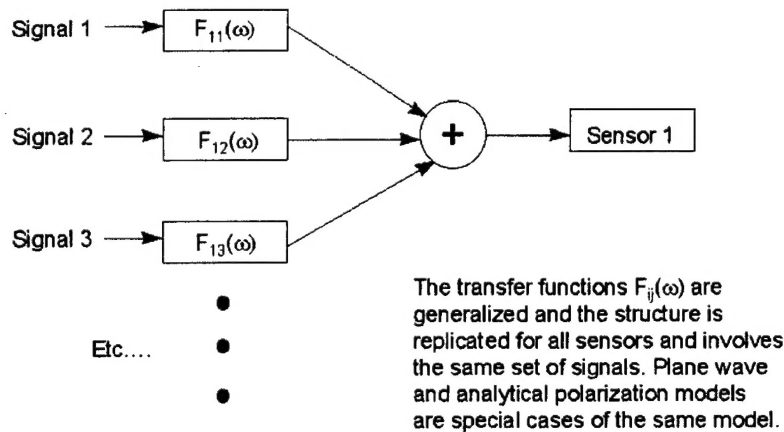 Signal 1
F11(ω)
Signal 2
F12(ω)
+
Sensor 1
Signal 3
F13(ω)
Etc....
The transfer functions Fij(ω) are
generalized and the structure is
replicated for all sensors and involves
the same set of signals. Plane wave
and analytical polarization models
are special cases of the same model.